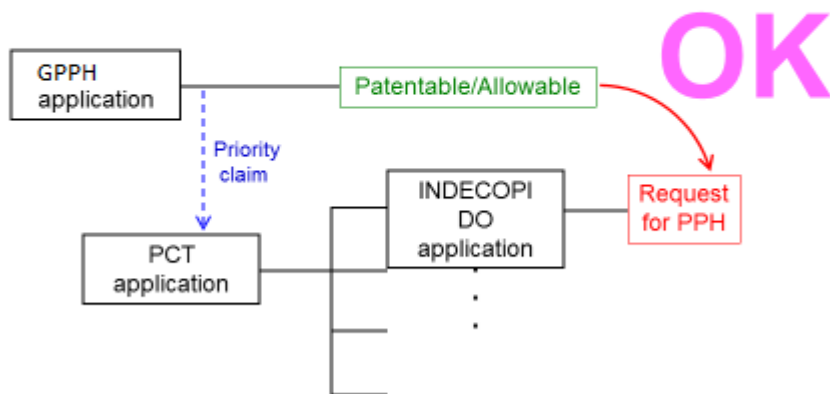 OK
GPPH
application
Patentable/Allowable
Priority
claim
INDECOPI
DO
application
Request
for PPH
PCT
application